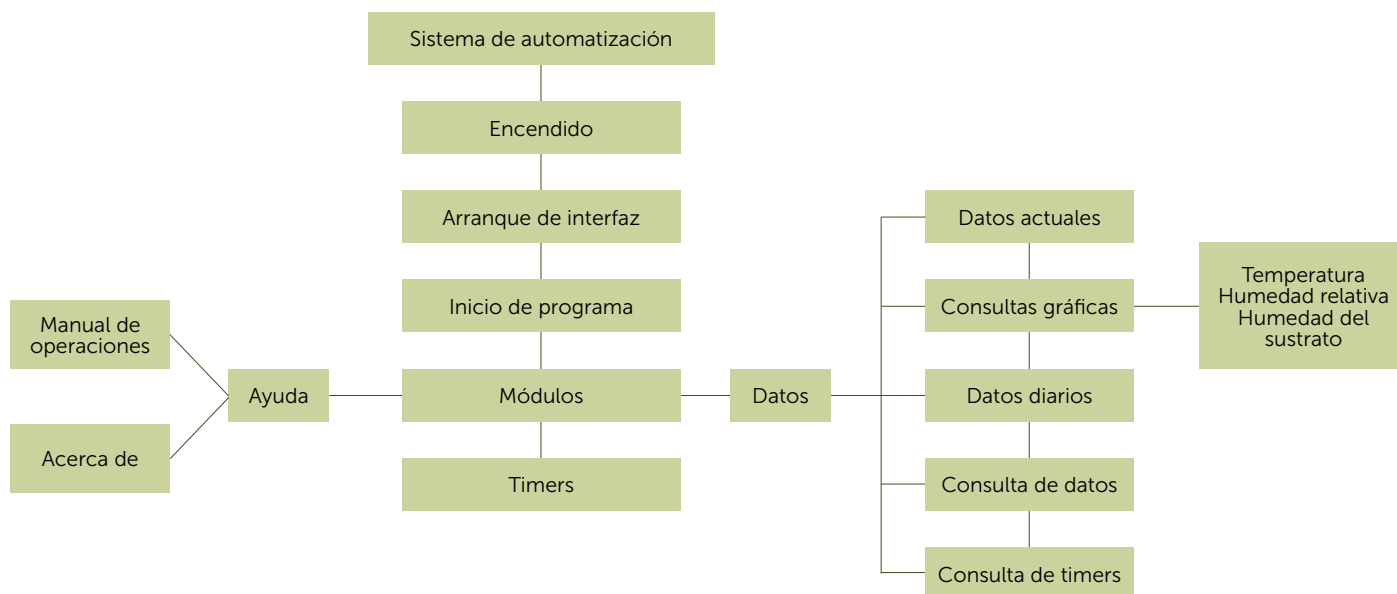 Sistema de automatización
Encendido
Arranque de interfaz
Inicio de programa
Módulos
Timers
Ayuda
Manual de
operaciones
Acerca de
Datos
Datos actuales
Consultas gráficas
Datos diarios
Consulta de datos
Consulta de timers
Temperatura
Humedad relativa
Humedad del
sustrato